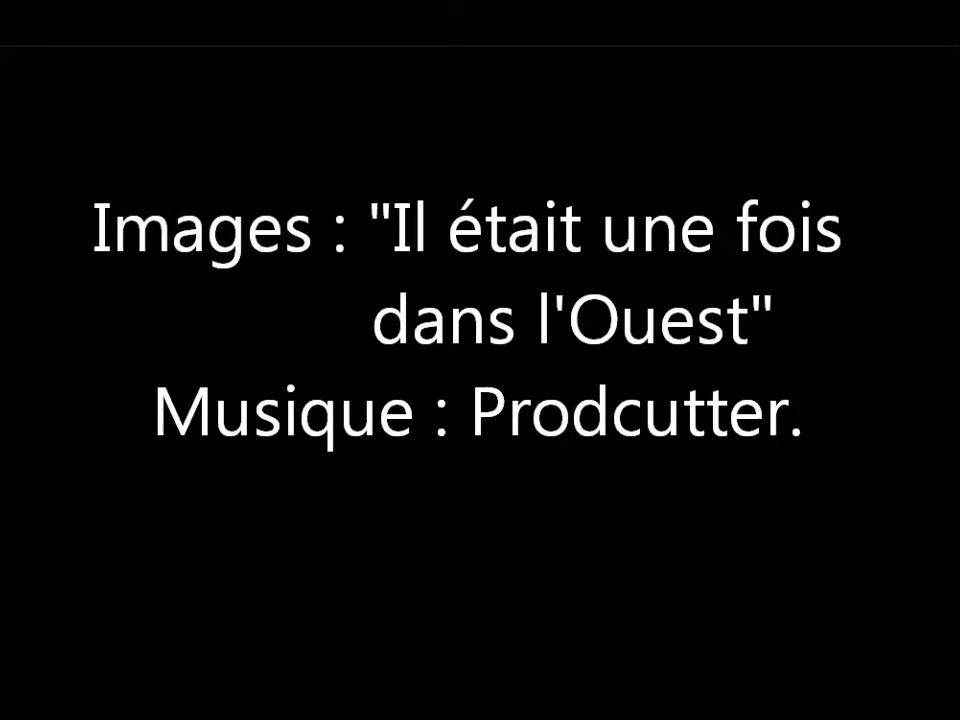 Images : "Il était une fois
dans l'Ouest"
Musique : Prodcutter.